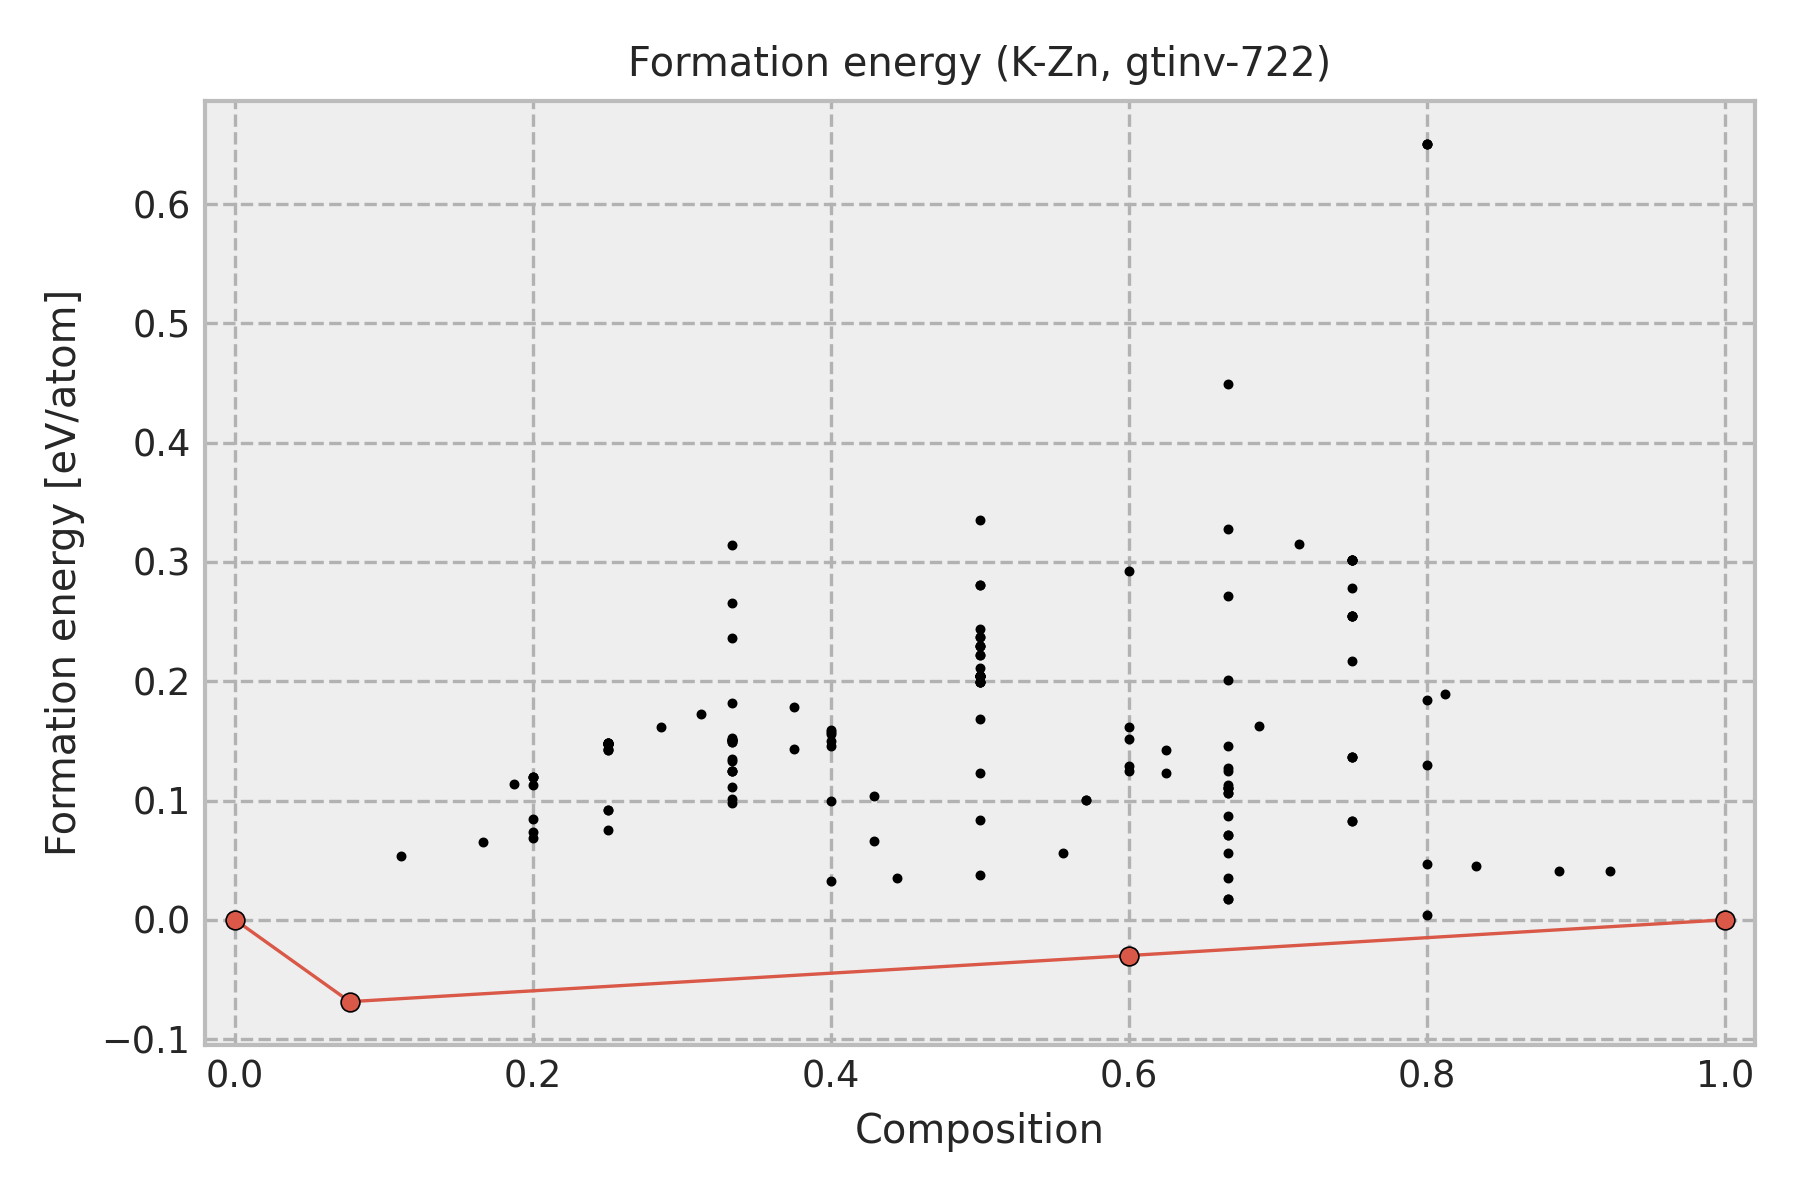 Formation energy (K-Zn, gtinv-722)
Formation energy [eV/atom]
0.6
0.5
0.4
0.3
0.2
0.1
0.0
−0.1
0.0 0.2 0.4 0.6 0.8 1.0
Composition